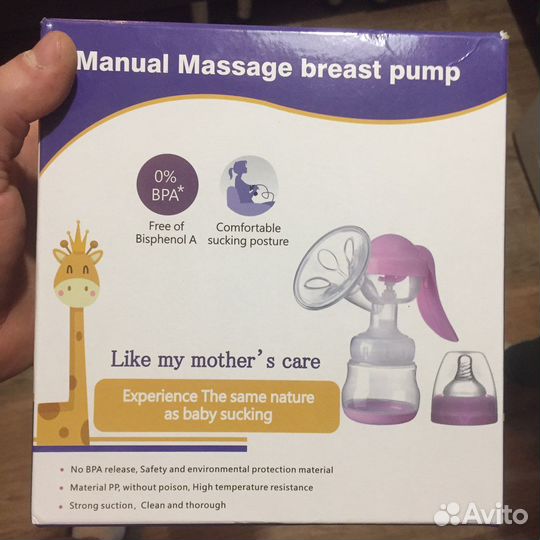 Manual Massage breast pump
0%
BPA*
Free of
Bisphenol A
Comfortable
sucking posture
Like my mother's care
Experience The same nature
as baby sucking
• No BPA release, Safety and environmental protection material
• Material PP, without poison, High temperature resistance
• Strong suction, Clean and thorough
Avito